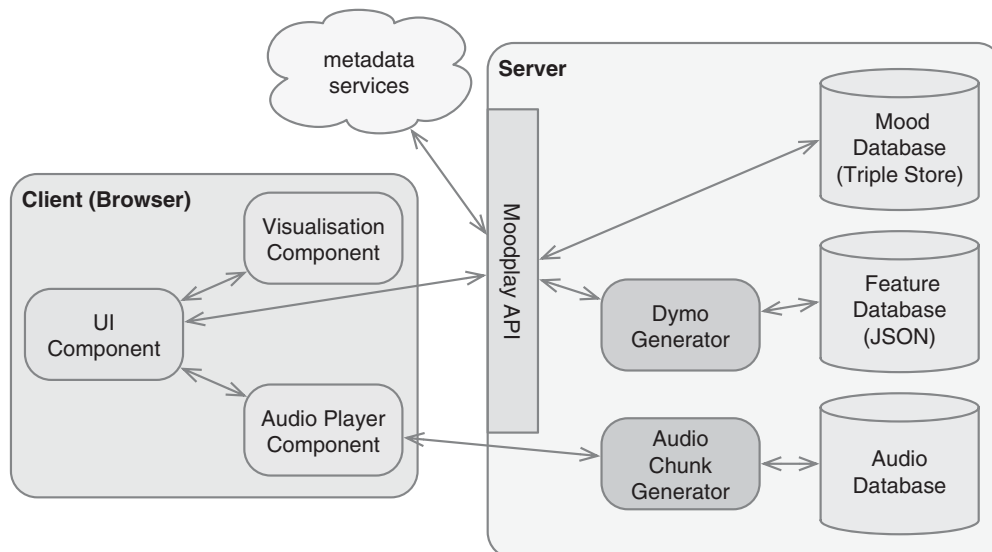 metadata
services
Server
Mood
Database
(Triple Store)
Client (Browser)
Visualisation
Component
Moodplay API
UI
Component
Dymo
Generator
Feature
Database
(JSON)
Audio Player
Component
Audio
Chunk
Generator
Audio
Database